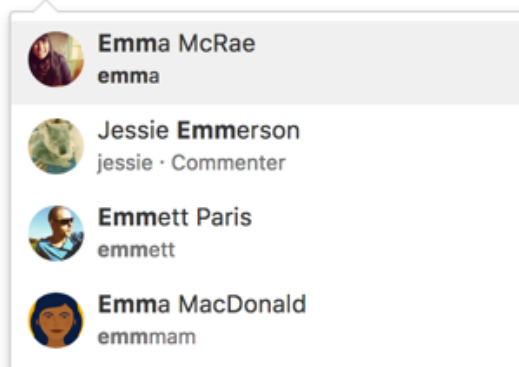 Emma McRae
emma
Jessie Emmerson
jessie · Commenter
Emmett Paris
emmett
Emma MacDonald
emmmam